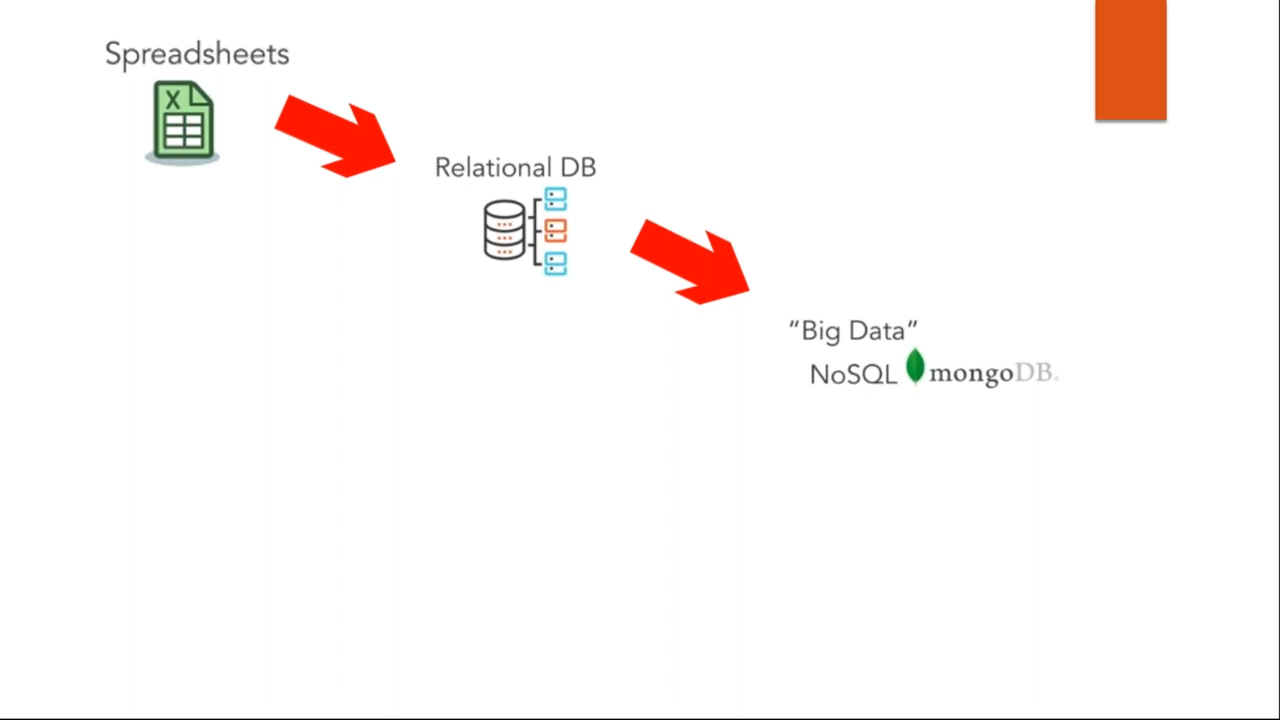 Spreadsheets
X
Relational DB
“Big Data”
NoSQL mongoDB.